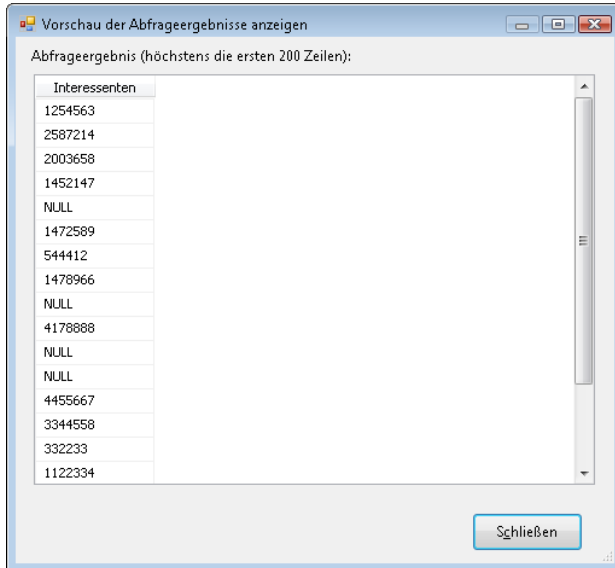 Vorschau der Abfrageergebnisse anzeigen
Abfrageergebnis (höchstens die ersten 200 Zeilen):
Interessenten
1254563
2587214
2003658
1452147
NULL
1472589
544412
1478966
NULL
4178888
NULL
NULL
4455667
3344558
332233
1122334
Schließen